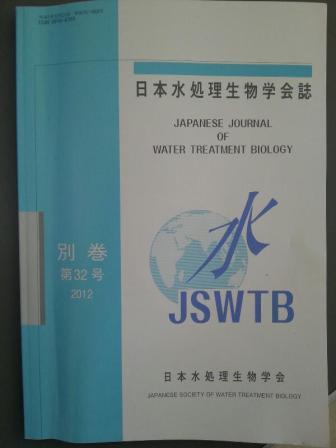 日本水処理生物学会誌
JAPANESE JOURNAL
OF
WATER TREATMENT BIOLOGY
別巻
第32号
2012
水
JSWTB
日本水処理生物学会
JAPANESE SOCIETY OF WATER TREATMENT BIOLOGY